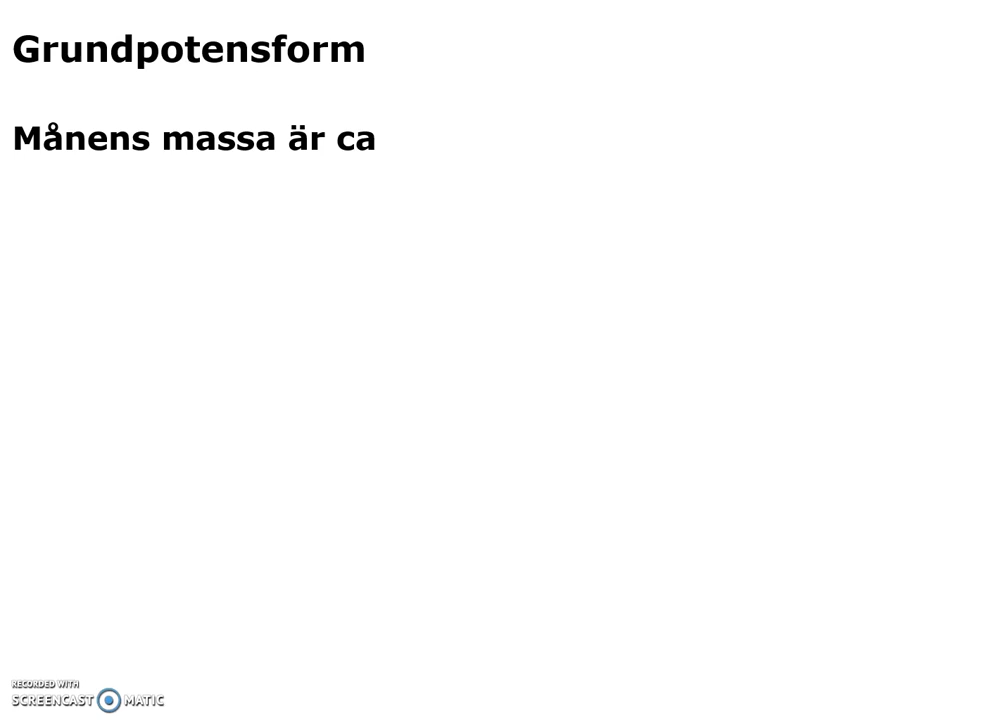 Grundpotensform
Månens massa är ca
RECORDED WITH
SCREENCAST MATIC